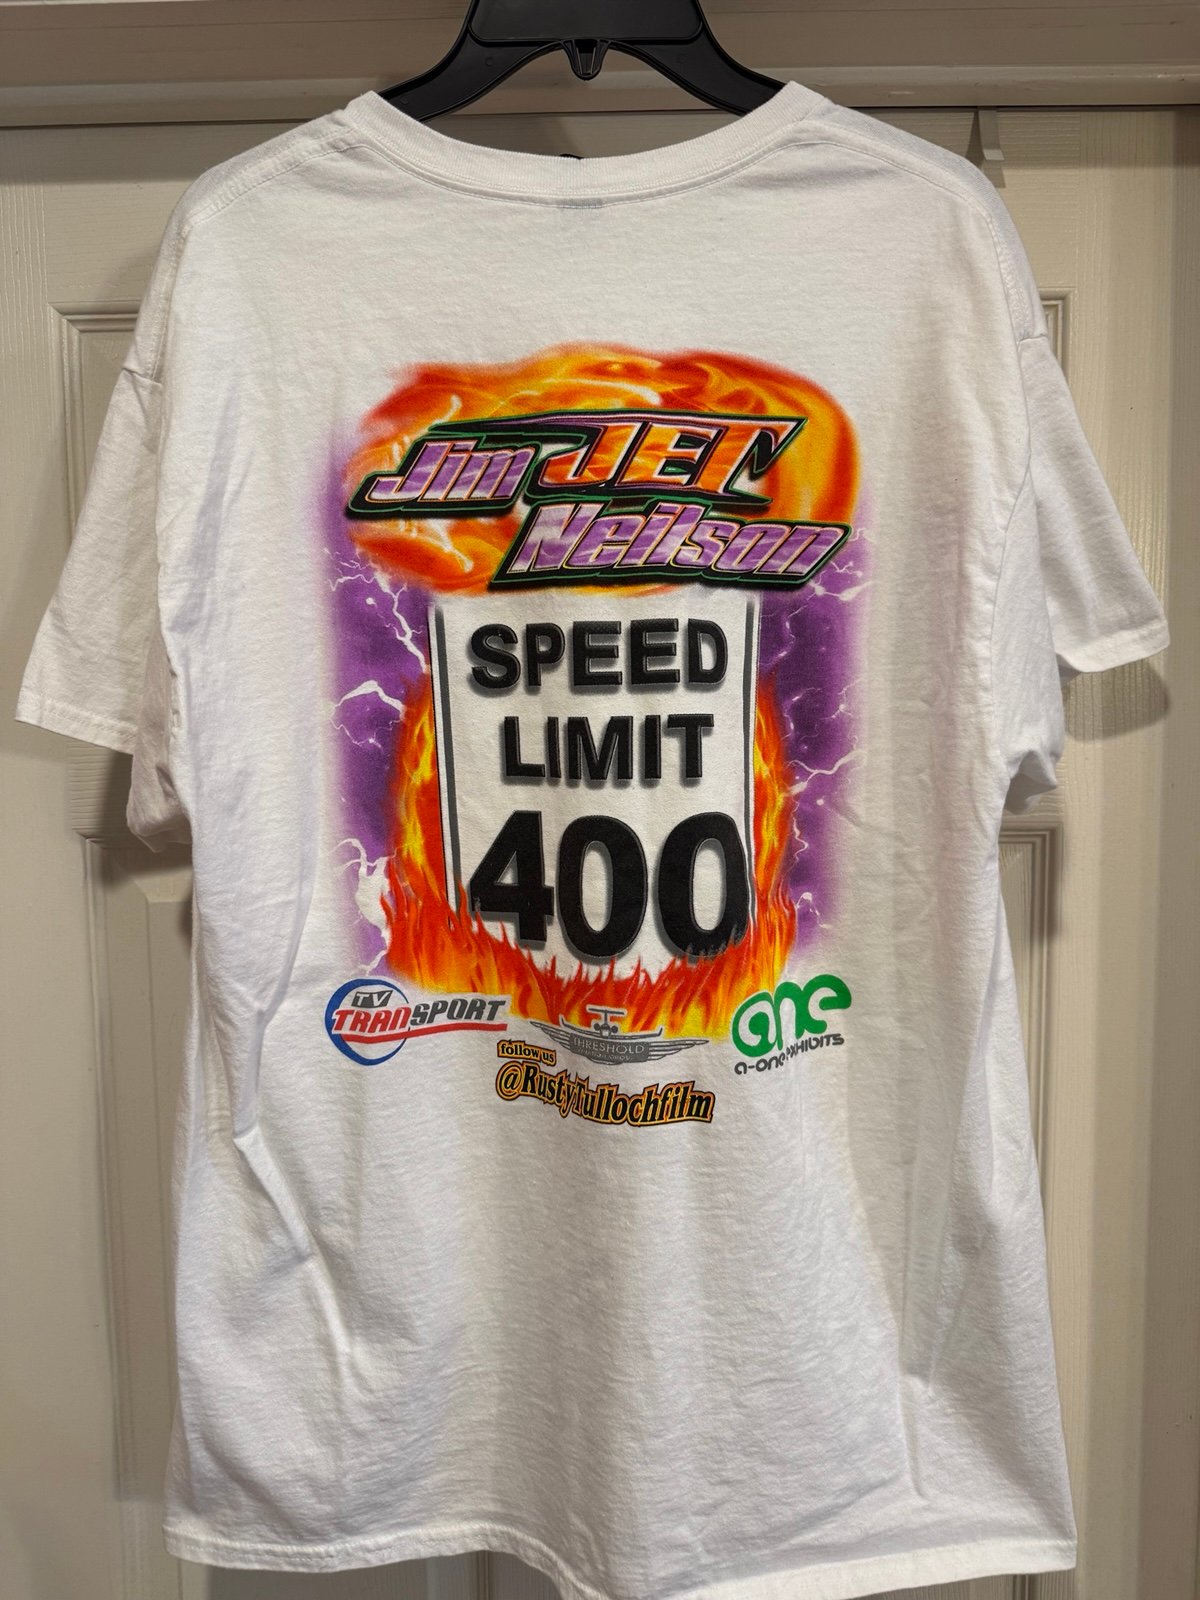 Jim JET
Neilson
SPEED
LIMIT
400
TV
TRANSPORT
THRESHOLD
one
a-one exhibits
follow us
@RustyTullochfilm